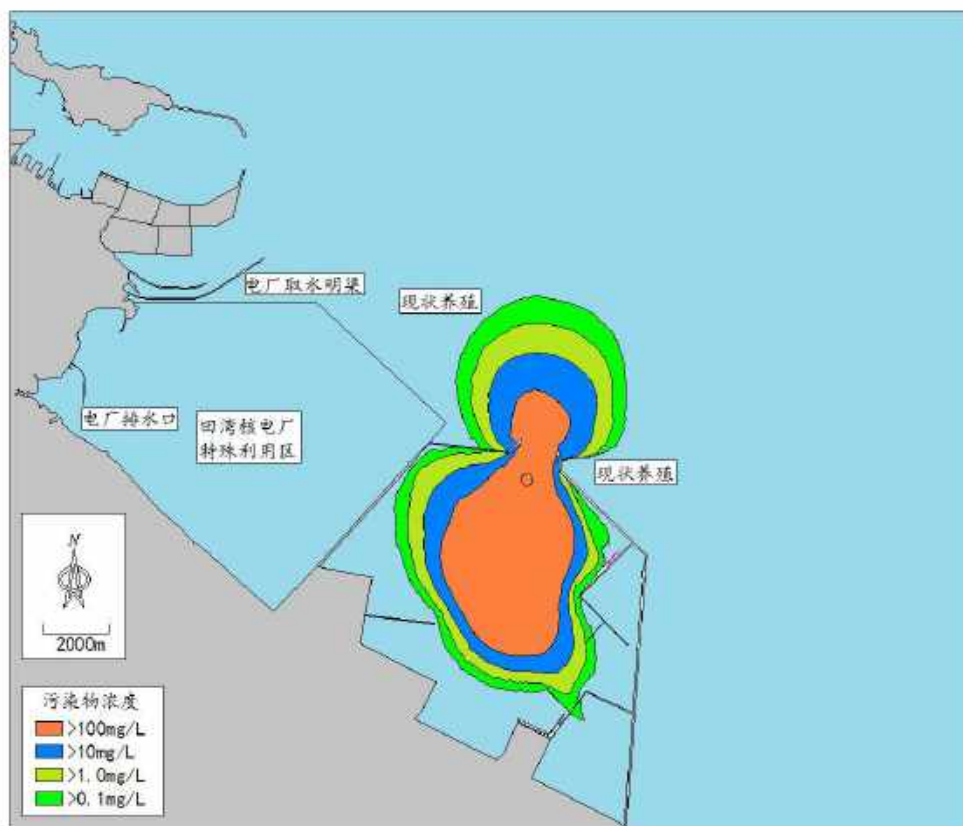 电厂取水明渠
现状养殖
电厂排水口
田湾核电厂
特殊利用区
现状养殖
N
2000m
污染物浓度
>100mg/L
>10mg/L
>1.0mg/L
>0.1mg/L